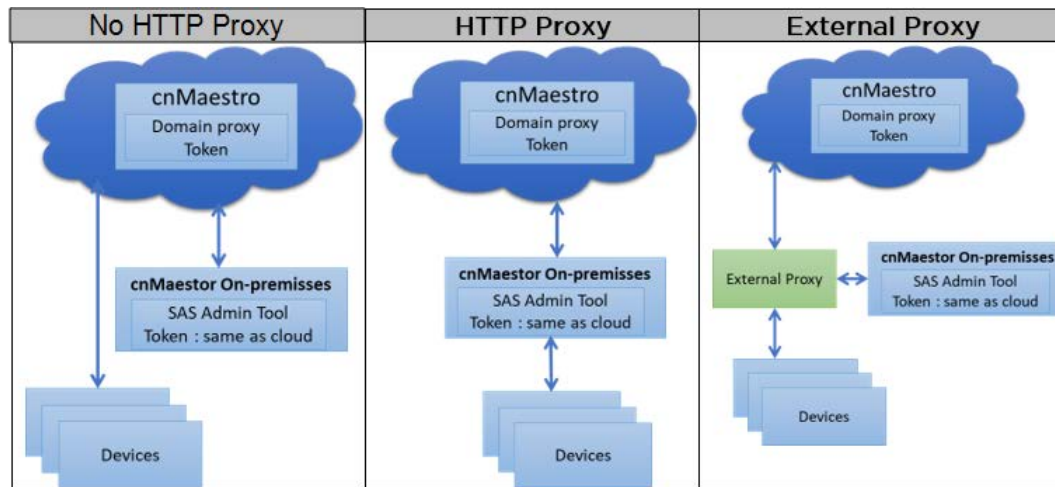 No HTTP Proxy
cnMaestro
Domain proxy
Token
cnMaestor On-premisses
SAS Admin Tool
Token : same as cloud
Devices
HTTP Proxy
cnMaestro
Domain proxy
Token
cnMaestor On-premisses
SAS Admin Tool
Token : same as cloud
Devices
External Proxy
cnMaestro
Domain proxy
Token
External Proxy
cnMaestor On-premisses
SAS Admin Tool
Token : same as cloud
Devices